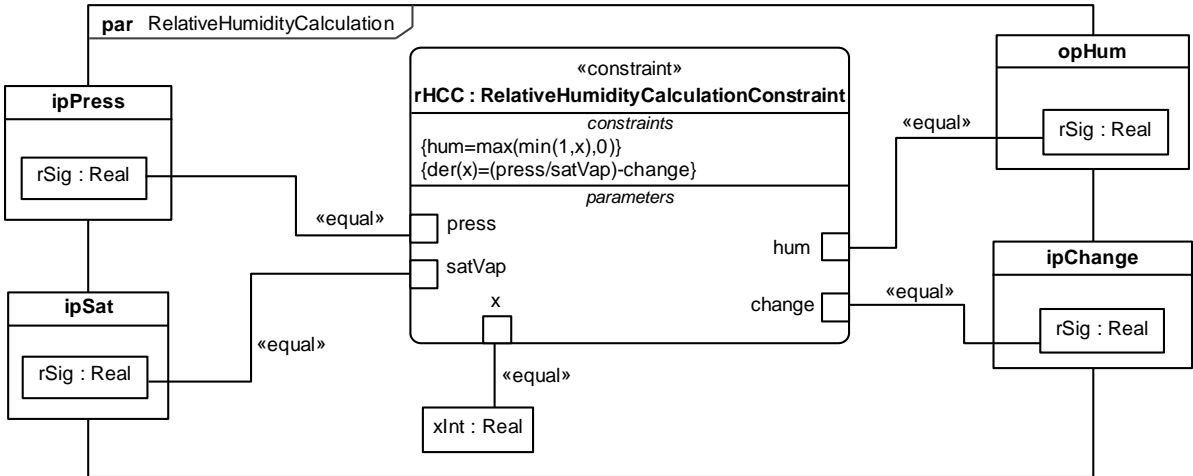 par RelativeHumidityCalculation
ipPress
rSig : Real
«equal»
ipSat
rSig : Real
«equal»
«constraint»
rHCC : RelativeHumidityCalculationConstraint
constraints
{hum=max(min(1,x),0)}
{der(x)=(press/satVap)-change}
parameters
press
satVap
x
hum
change
«equal»
xInt : Real
opHum
rSig : Real
«equal»
ipChange
rSig : Real
«equal»